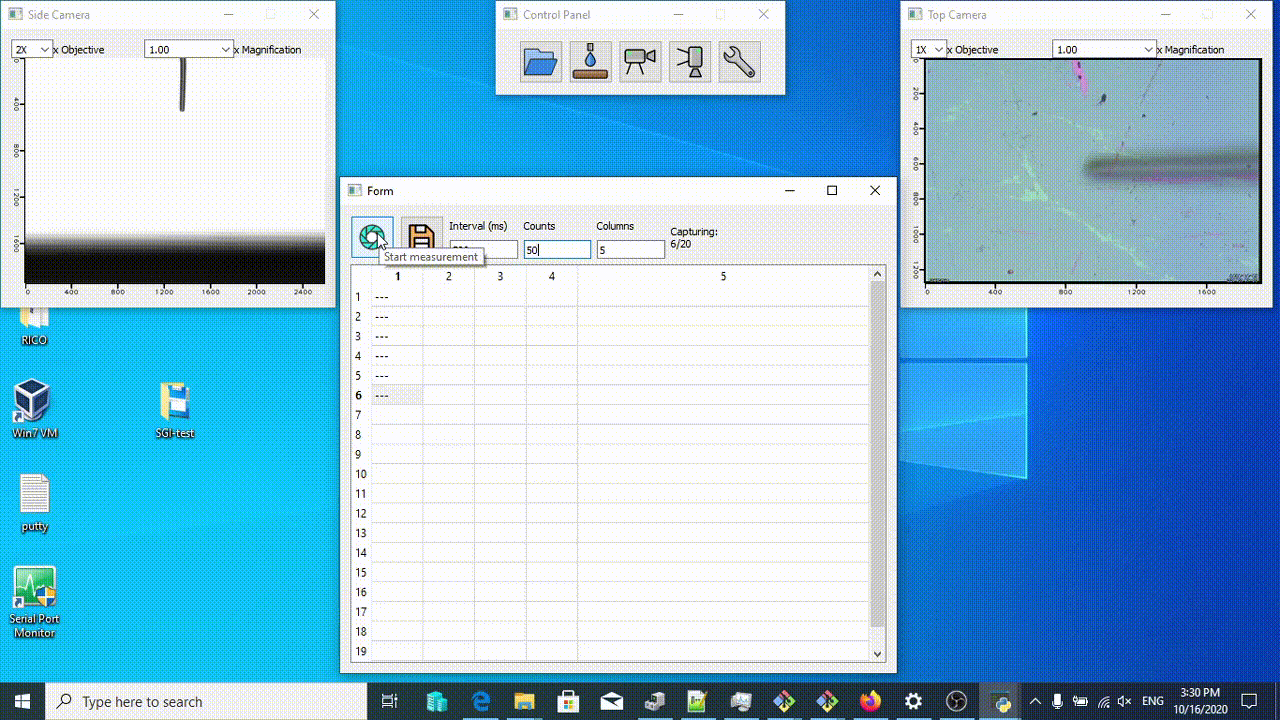 Side Camera
2X x Objective 1.00 x Magnification
0
400
800
1200
1600
0 400 800 1200 1600 2000 2400
Control Panel
Top Camera
1X x Objective 1.00 x Magnification
0
200
400
600
800
1000
1200
0 400 800 1200 1600
Form
Interval (ms) Counts Columns Capturing:
50 5 6/20
Start measurement
1 2 3 4 5
1 ---
2 ---
3 ---
4 ---
5 ---
6 ---
7
8
9
10
11
12
13
14
15
16
17
18
19
RICO
Win7 VM
SGI-test
putty
Serial Port
Monitor
Type here to search
ENG
3:30 PM
10/16/2020